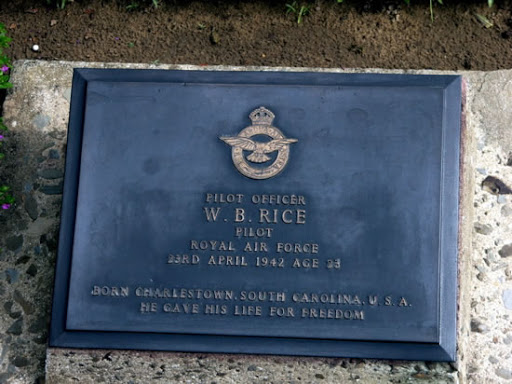 PILOT OFFICER
W. B. RICE
PILOT
ROYAL AIR FORCE
23RD APRIL 1942 AGE 23
BORN CHARLESTOWN, SOUTH CAROLINA, U.S.A.
HE GAVE HIS LIFE FOR FREEDOM